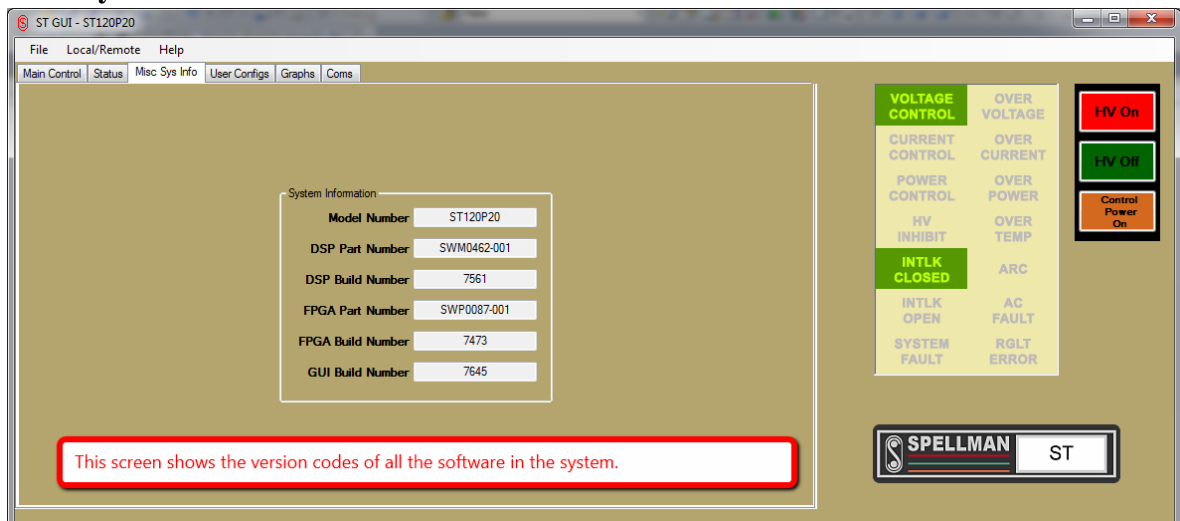 ST GUI - ST120P20
File Local/Remote Help
Main Control Status Misc Sys Info User Configs Graphs Coms
System Information
Model Number ST120P20
DSP Part Number SWM0462-001
DSP Build Number 7561
FPGA Part Number SWP0087-001
FPGA Build Number 7473
GUI Build Number 7645
This screen shows the version codes of all the software in the system.
VOLTAGE CONTROL
OVER VOLTAGE
CURRENT CONTROL
OVER CURRENT
POWER CONTROL
OVER POWER
HV INHIBIT
OVER TEMP
INTLK CLOSED
ARC
INTLK OPEN
AC FAULT
SYSTEM FAULT
RGLT ERROR
HV On
HV Off
Control
Power
On
SPELLMAN ST